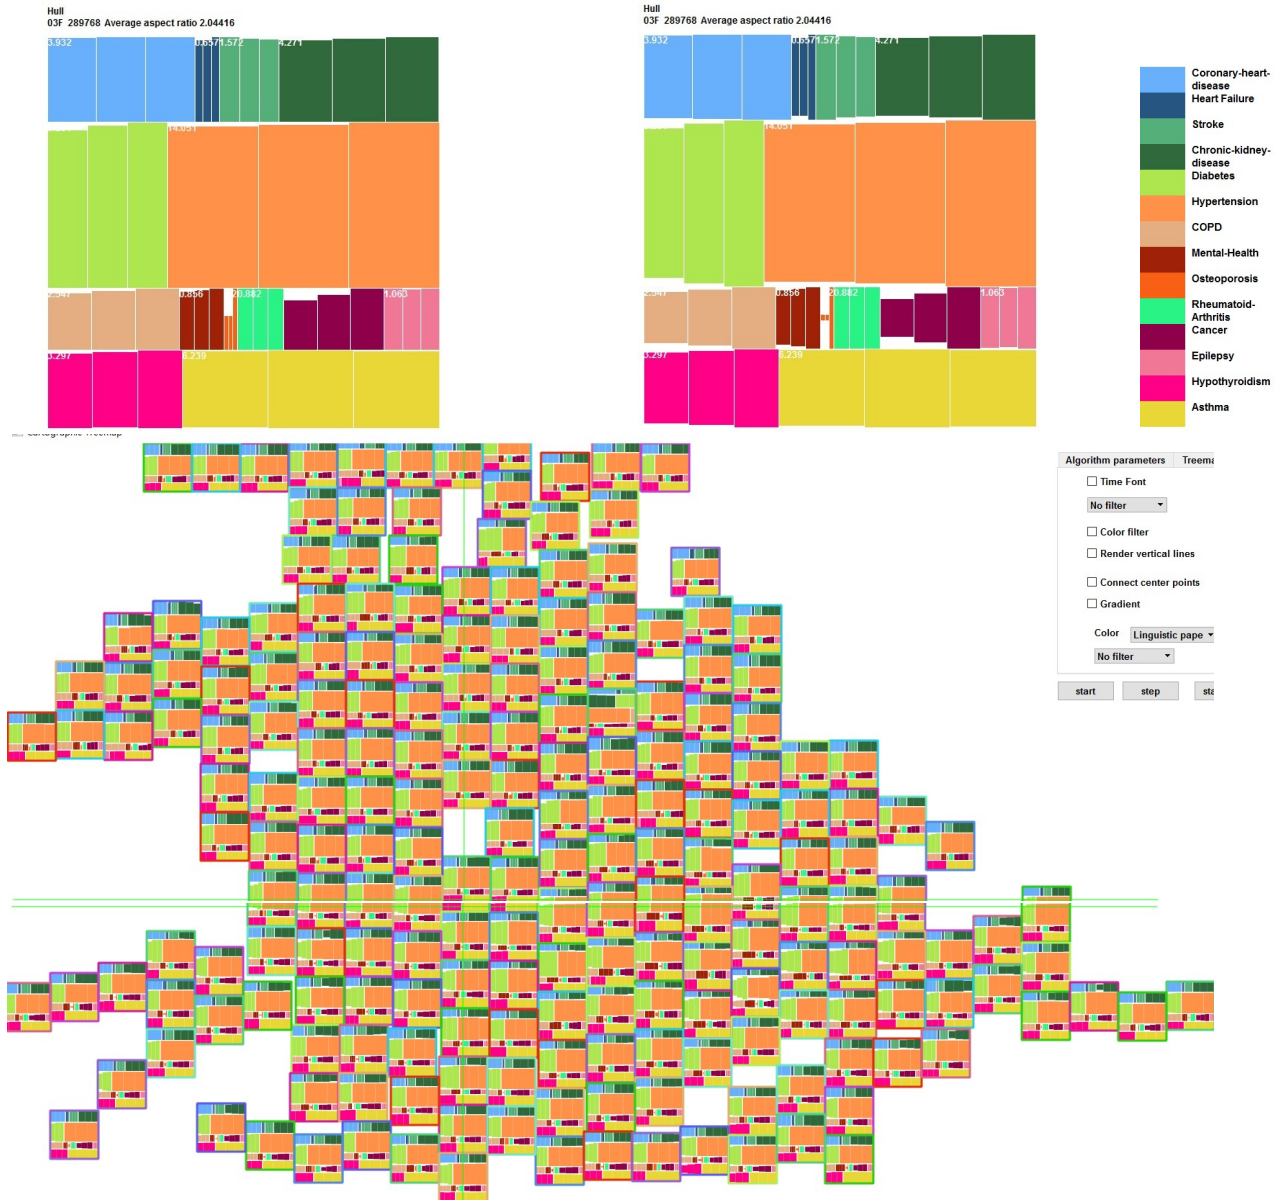 Hull
03F 289768 Average aspect ratio 2.04416
3.932
0.657
1.572
4.271
14.051
2.547
0.856
0.882
1.063
3.297
6.239
Hull
03F 289768 Average aspect ratio 2.04416
3.932
0.657
1.572
4.271
14.051
2.547
0.856
0.882
1.063
3.297
6.239
Coronary-heart-
disease
Heart Failure
Stroke
Chronic-kidney-
disease
Diabetes
Hypertension
COPD
Mental-Health
Osteoporosis
Rheumatoid-
Arthritis
Cancer
Epilepsy
Hypothyroidism
Asthma
Algorithm parameters
Time Font
No filter
Color filter
Render vertical lines
Connect center points
Gradient
Color
Linguistic pape
No filter
start
step